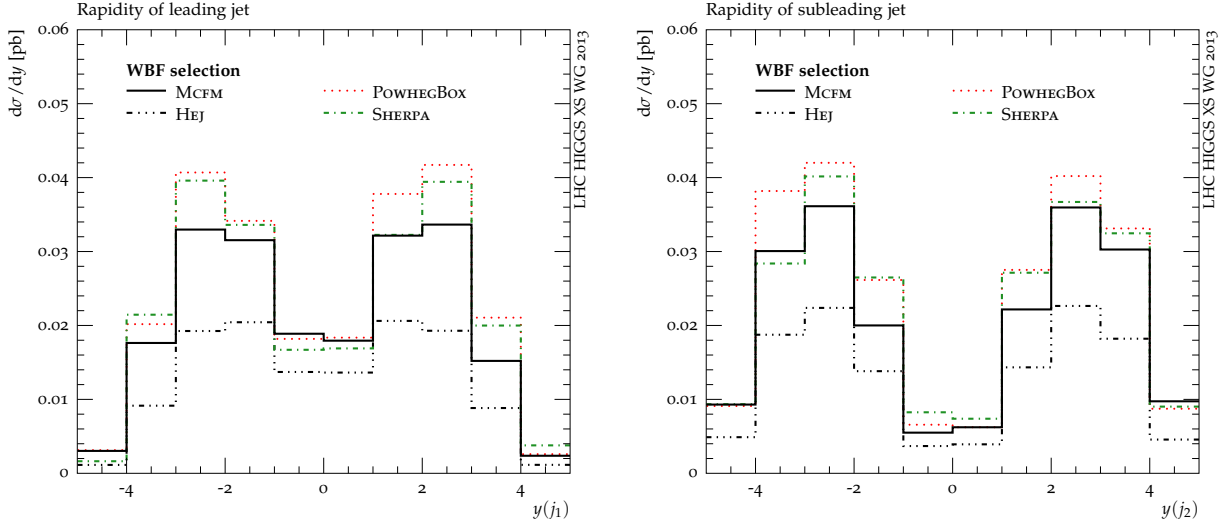 Rapidity of leading jet
dσ/dy [pb]
0.06
0.05
0.04
0.03
0.02
0.01
0
WBF selection
MCFM
HEJ
POWHEGBOX
SHERPA
LHC HIGGS XS WG 2013
-4 -2 0 2 4
y(j₁)
Rapidity of subleading jet
dσ/dy [pb]
0.06
0.05
0.04
0.03
0.02
0.01
0
WBF selection
MCFM
HEJ
POWHEGBOX
SHERPA
LHC HIGGS XS WG 2013
-4 -2 0 2 4
y(j₂)